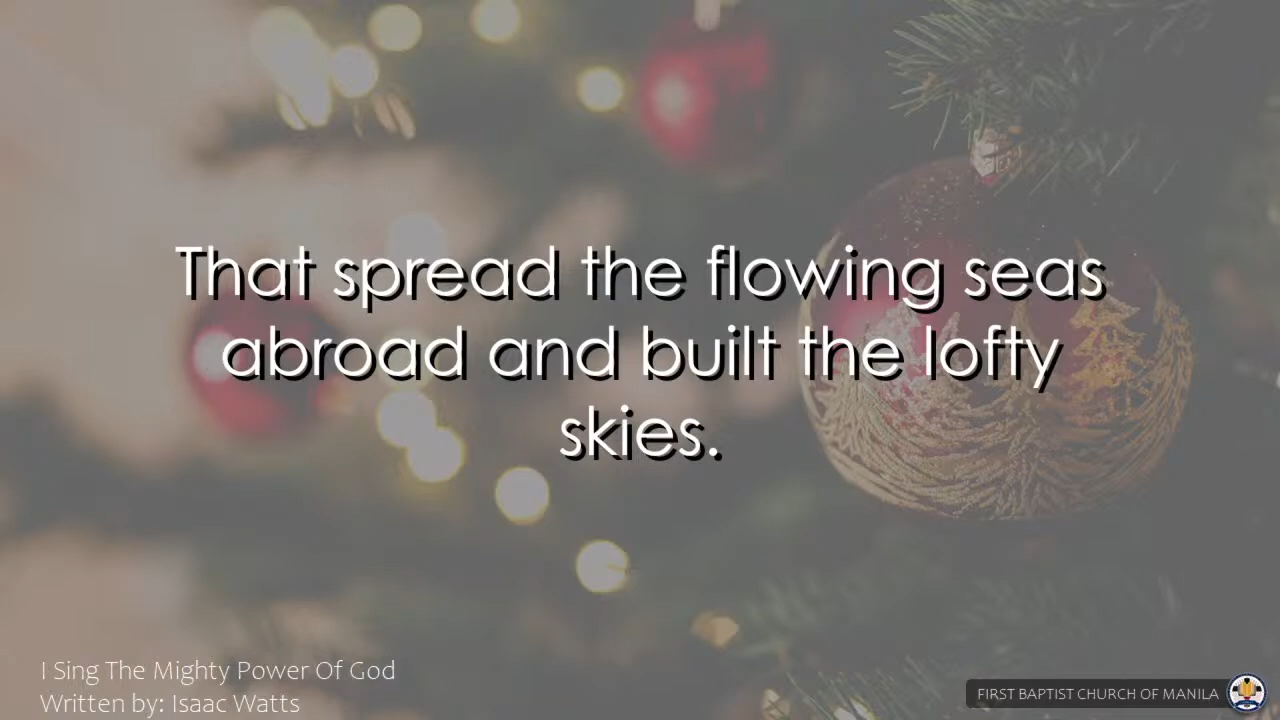 That spread the flowing seas
abroad and built the lofty
skies.
I Sing The Mighty Power Of God
Written by: Isaac Watts
FIRST BAPTIST CHURCH OF MANILA